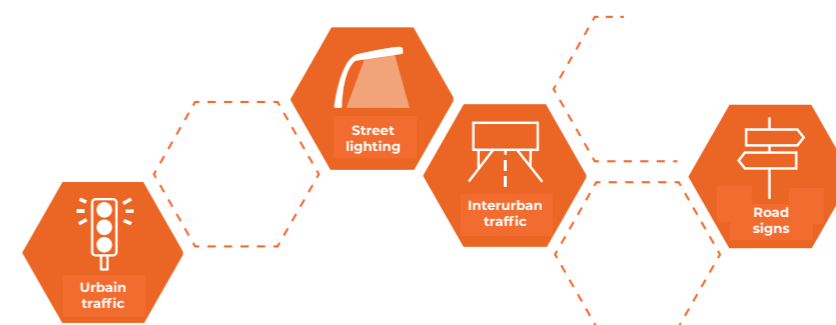 Street
lighting
Interurban
traffic
Road
signs
Urbain
traffic